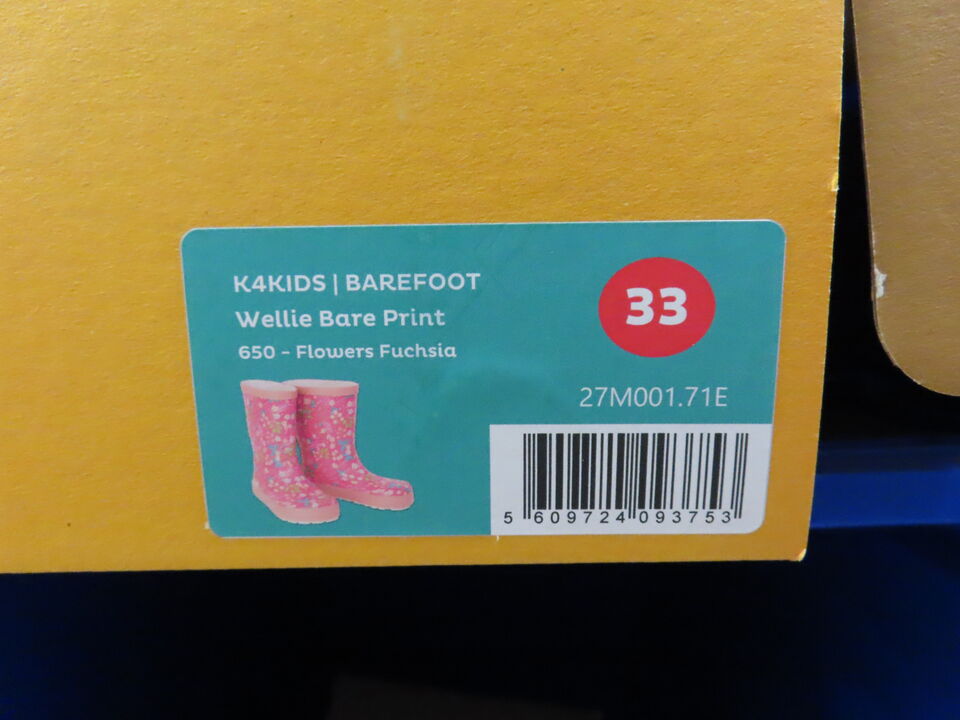 K4KIDS | BAREFOOT
Wellie Bare Print
650 - Flowers Fuchsia
33
27M001.71E
5 609724 093753